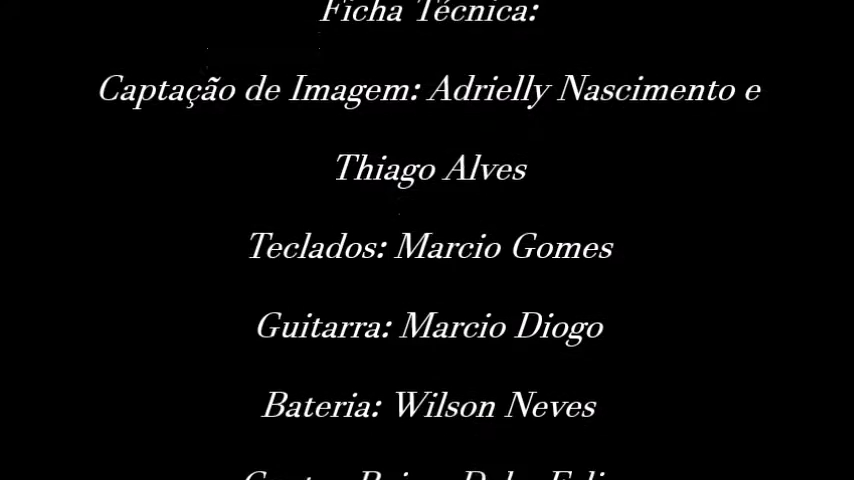 Ficha Técnica:
Captação de Imagem: Adrielly Nascimento e
Thiago Alves
Teclados: Marcio Gomes
Guitarra: Marcio Diogo
Bateria: Wilson Neves